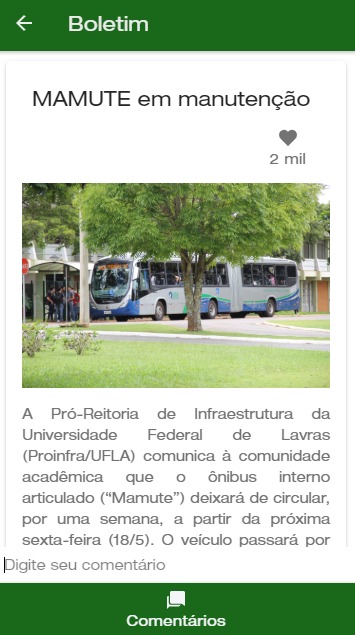 Boletim
MAMUTE em manutenção
2 mil
A Pró-Reitoria de Infraestrutura da
Universidade Federal de Lavras
(Proinfra/UFLA) comunica à comunidade
acadêmica que o ônibus interno
articulado (“Mamute”) deixará de circular,
por uma semana, a partir da próxima
sexta-feira (18/5). O veículo passará por
Digite seu comentário
Comentários